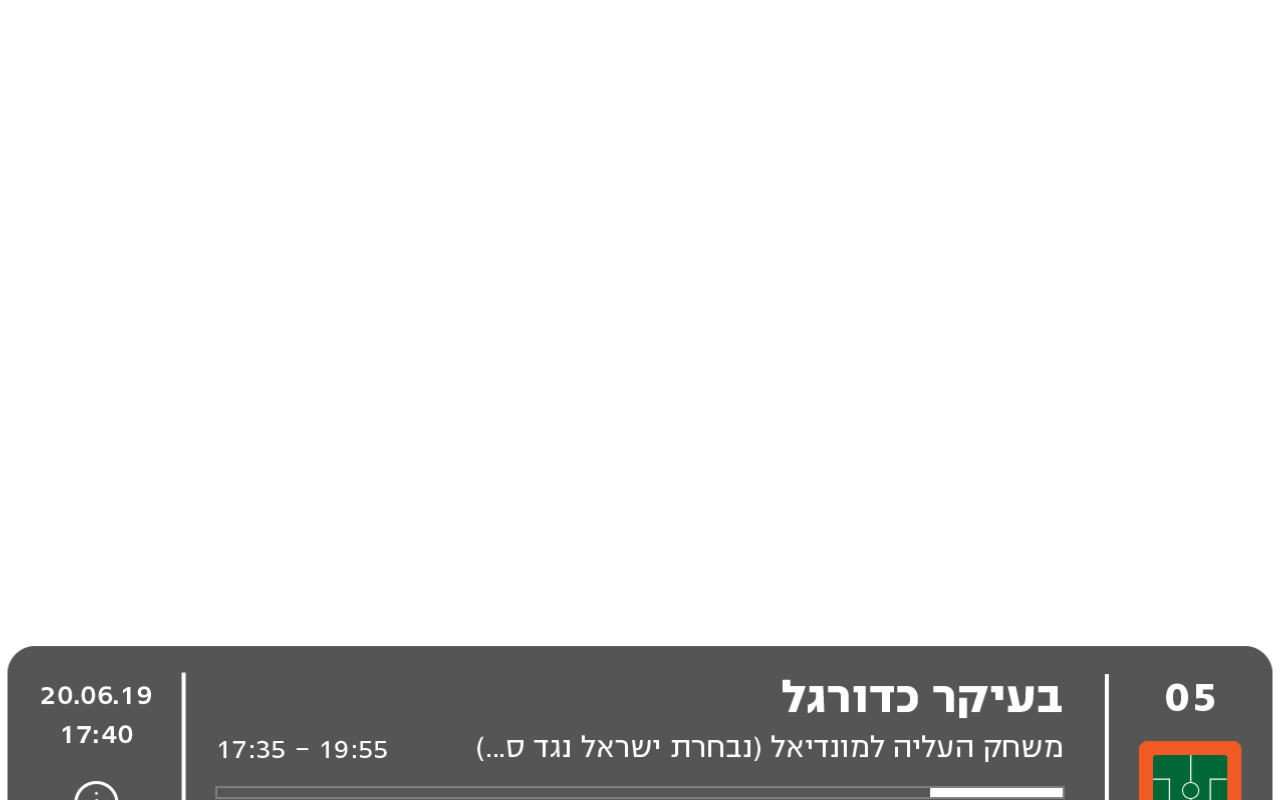 05
בעיקר כדורגל
משחק העליה למונדיאל (נבחרת ישראל נגד ס...)
17:35 – 19:55
20.06.19
17:40
i